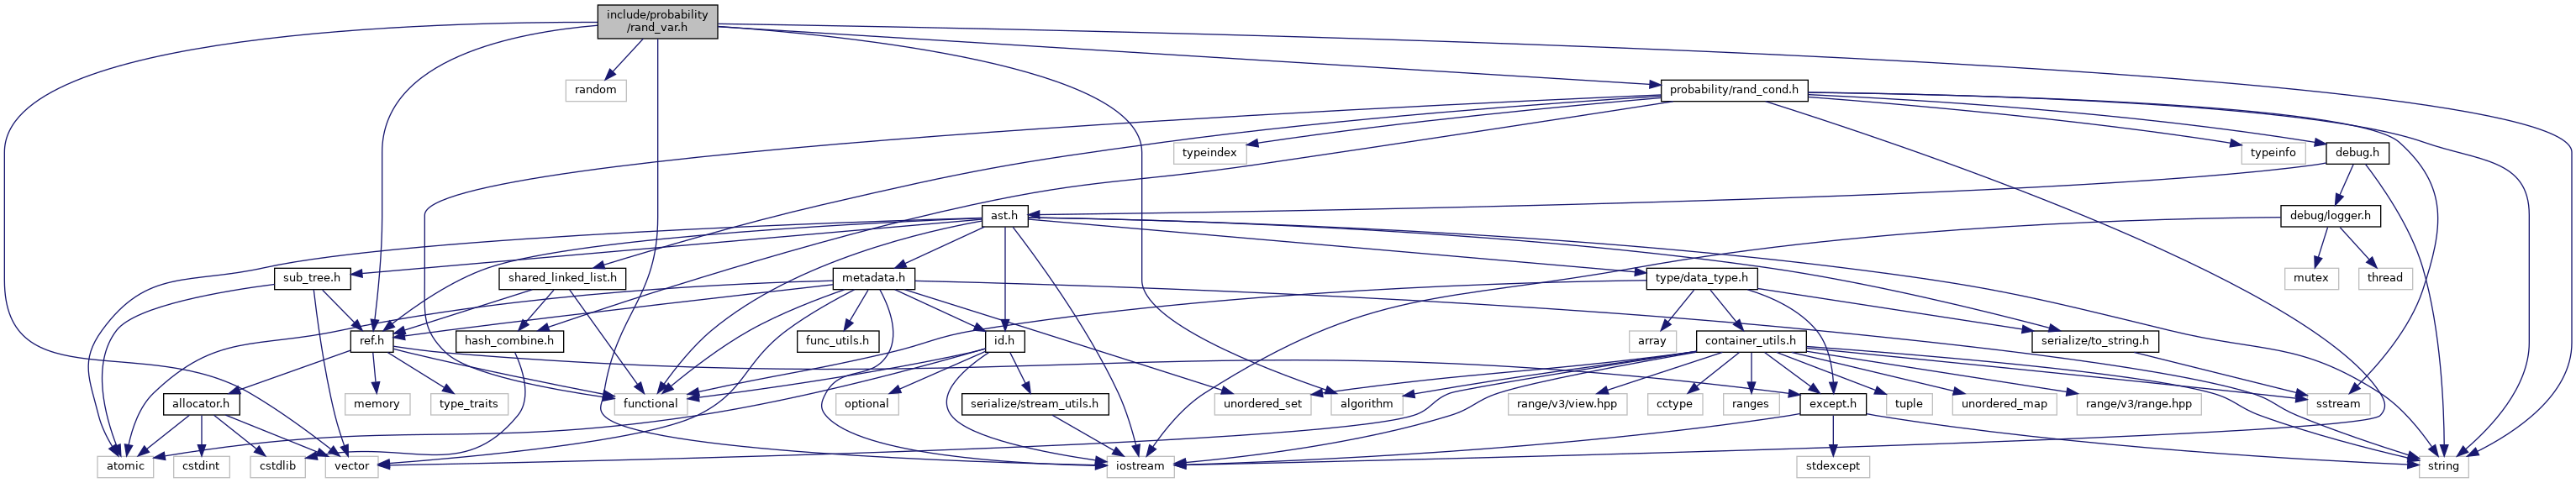 include/probability
/rand_var.h
random
probability/rand_cond.h
typeindex
typeinfo
debug.h
ast.h
debug/logger.h
sub_tree.h
shared_linked_list.h
metadata.h
type/data_type.h
mutex
thread
ref.h
hash_combine.h
func_utils.h
id.h
array
container_utils.h
serialize/to_string.h
allocator.h
memory
type_traits
functional
optional
serialize/stream_utils.h
unordered_set
algorithm
range/v3/view.hpp
cctype
ranges
except.h
tuple
unordered_map
range/v3/range.hpp
sstream
atomic
cstdint
cstdlib
vector
iostream
stdexcept
string